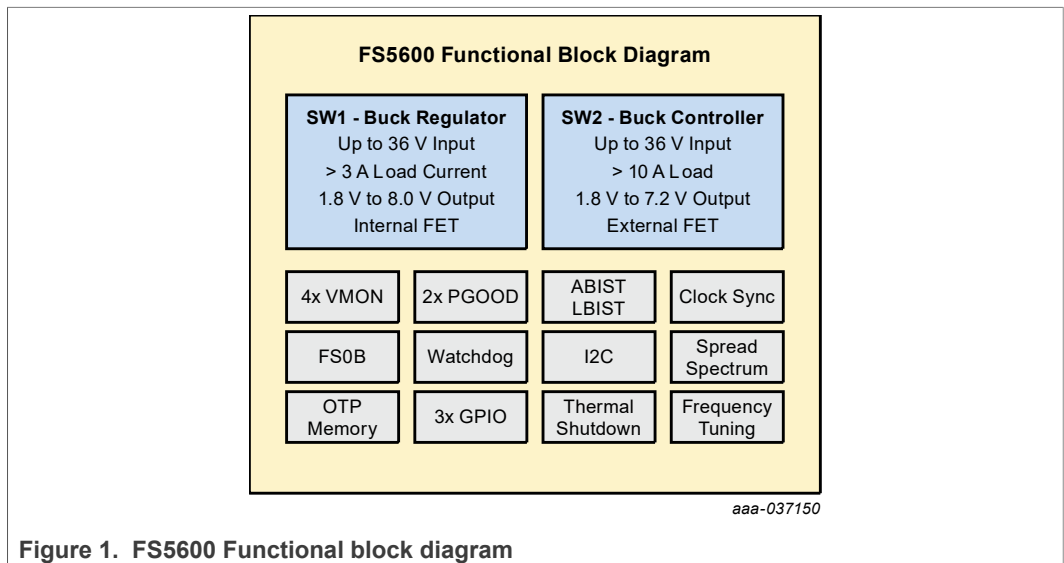 FS5600 Functional Block Diagram
SW1 - Buck Regulator
Up to 36 V Input
> 3 A Load Current
1.8 V to 8.0 V Output
Internal FET
SW2 - Buck Controller
Up to 36 V Input
> 10 A Load
1.8 V to 7.2 V Output
External FET
4x VMON
2x PGOOD
ABIST
LBIST
Clock Sync
FS0B
Watchdog
I2C
Spread
Spectrum
OTP
Memory
3x GPIO
Thermal
Shutdown
Frequency
Tuning
aaa-037150
Figure 1. FS5600 Functional block diagram